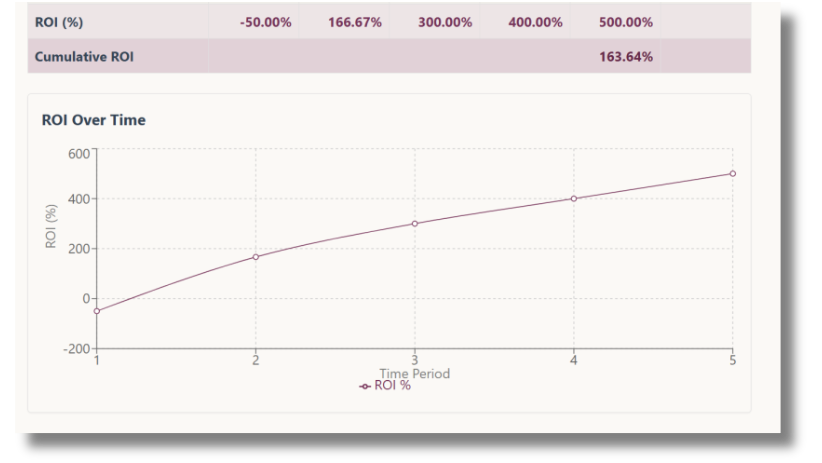 ROI (%) -50.00% 166.67% 300.00% 400.00% 500.00%
Cumulative ROI 163.64%
ROI Over Time
600
400
200
0
-200
ROI (%)
1 2 3 4 5
Time Period
ROI %